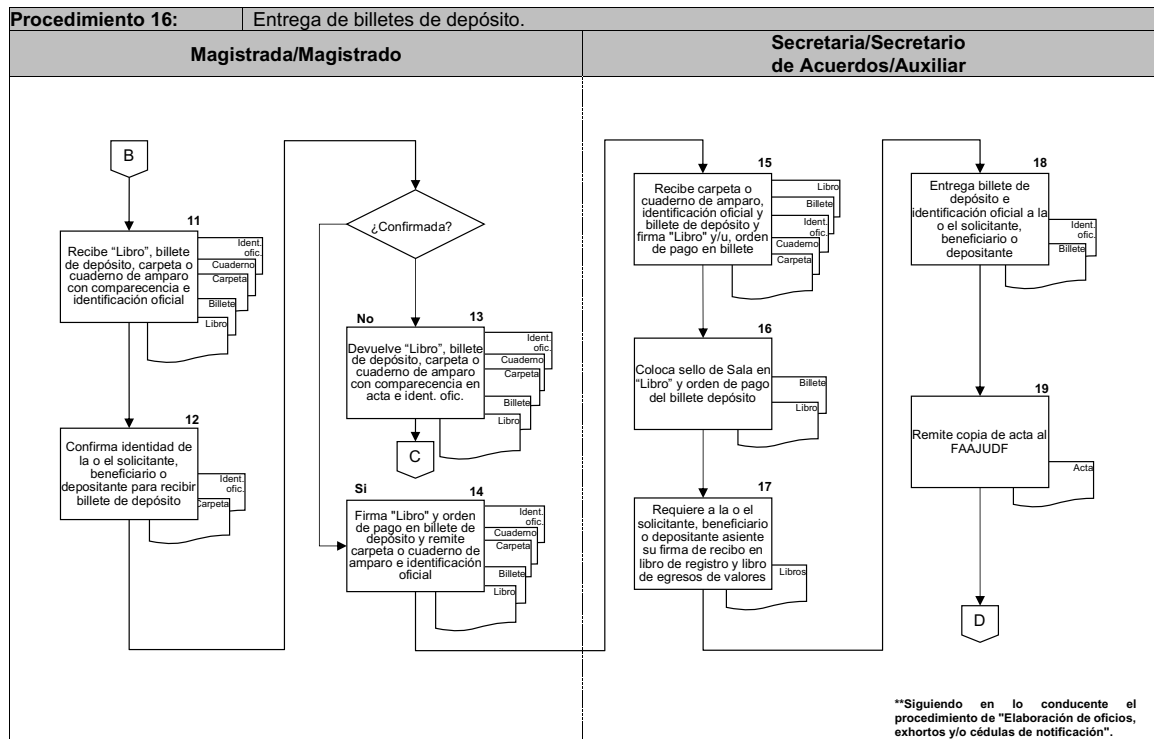 Procedimiento 16:
Entrega de billetes de depósito.
Magistrada/Magistrado
Secretaria/Secretario
de Acuerdos/Auxiliar
B
11
Recibe “Libro”, billete
de depósito, carpeta o
cuaderno de amparo
con comparecencia e
identificación oficial
Ident.
ofic.
Cuaderno
Carpeta
Billete
Libro
12
Confirma identidad de
la o el solicitante,
beneficiario o
depositante para recibir
billete de depósito
Ident.
ofic.
Carpeta
¿Confirmada?
No
13
Devuelve “Libro”, billete
de depósito, carpeta o
cuaderno de amparo
con comparecencia en
acta e ident. ofic.
Ident.
ofic.
Cuaderno
Carpeta
Billete
Libro
C
Si
14
Firma "Libro" y orden
de pago en billete de
depósito y remite
carpeta o cuaderno de
amparo e identificación
oficial
Ident.
ofic.
Cuaderno
Carpeta
Billete
Libro
15
Recibe carpeta o
cuaderno de amparo,
identificación oficial y
billete de depósito y
firma "Libro" y/u, orden
de pago en billete
Libro
Billete
Ident.
ofic.
Cuaderno
Carpeta
16
Coloca sello de Sala en
“Libro” y orden de pago
del billete depósito
Billete
Libro
17
Requiere a la o el
solicitante, beneficiario
o depositante asiente
su firma de recibo en
libro de registro y libro
de egresos de valores
Libros
18
Entrega billete de
depósito e
identificación oficial a la
o el solicitante,
beneficiario o
depositante
Ident.
ofic.
Billete
19
Remite copia de acta al
FAAJUDF
Acta
D
**Siguiendo en lo conducente el
procedimiento de "Elaboración de oficios,
exhortos y/o cédulas de notificación".